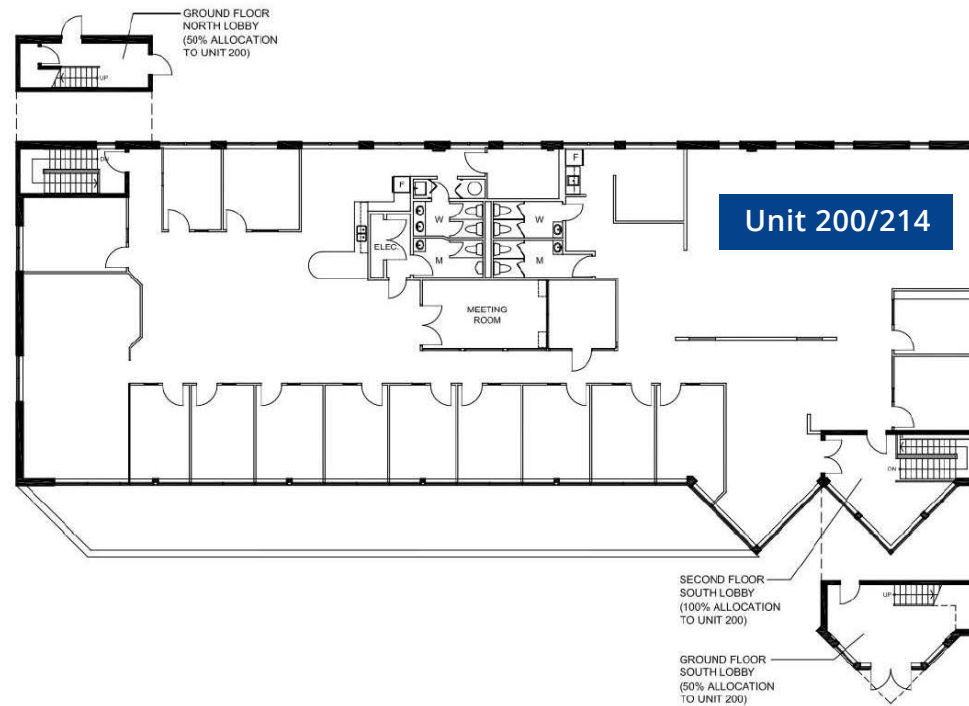 GROUND FLOOR
NORTH LOBBY
(50% ALLOCATION
TO UNIT 200)
UP
DN
F
F
W
W
ELEC.
M
M
Unit 200/214
MEETING
ROOM
DN
SECOND FLOOR
SOUTH LOBBY
(100% ALLOCATION
TO UNIT 200)
UP
GROUND FLOOR
SOUTH LOBBY
(50% ALLOCATION
TO UNIT 200)